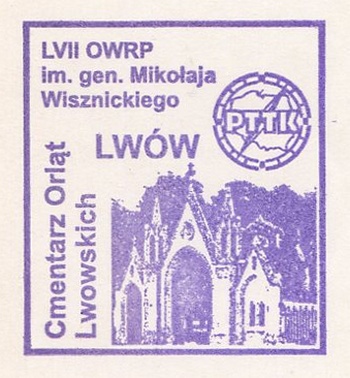 LVII OWRP
im. gen. Mikołaja
Wisznickiego
PTTK
LWÓW
Cmentarz Orląt
Lwowskich